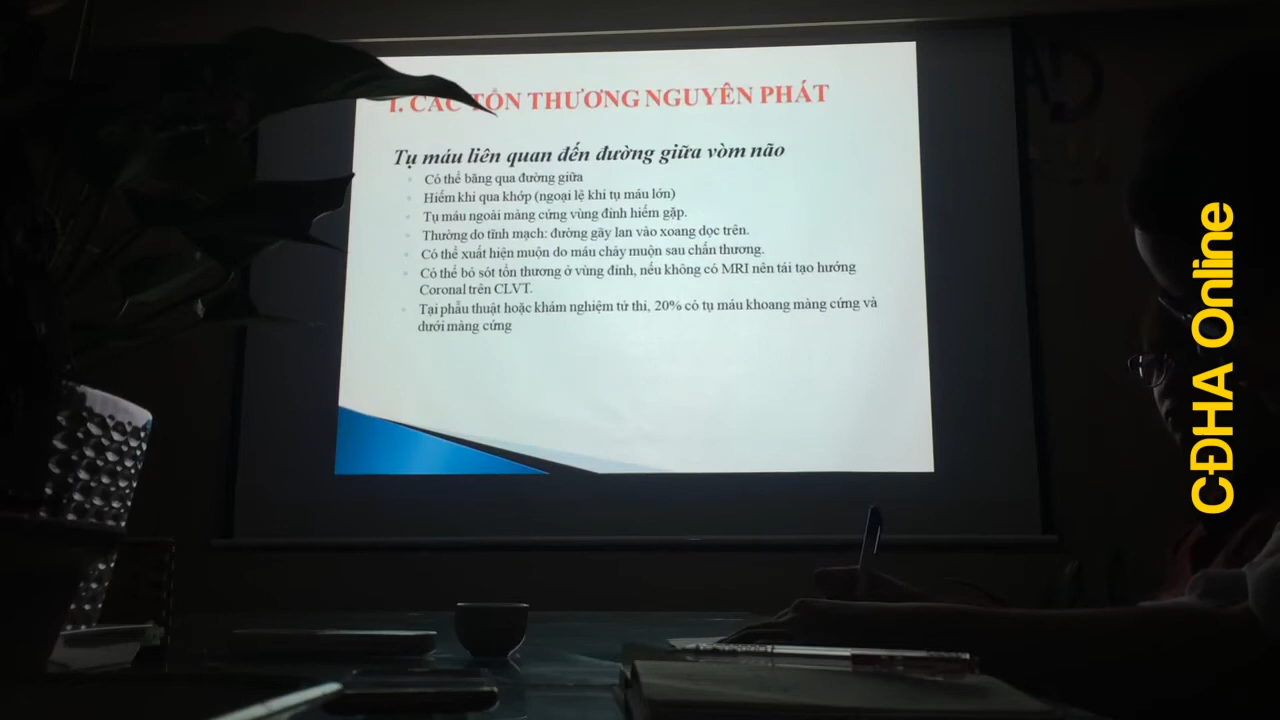 I. CÁC TỔN THƯƠNG NGUYÊN PHÁT
Tụ máu liên quan đến đường giữa vòm não
Có thể băng qua đường giữa
Hiếm khi qua khớp (ngoại lệ khi tụ máu lớn)
Tụ máu ngoài màng cứng vùng đỉnh hiếm gặp.
Thường do tĩnh mạch: đường gãy lan vào xoang dọc trên.
Có thể xuất hiện muộn do máu chảy muộn sau chấn thương.
Có thể bỏ sót tổn thương ở vùng đỉnh, nếu không có MRI nên tái tạo hướng
Coronal trên CLVT.
Tại phẫu thuật hoặc khám nghiệm tử thi, 20% có tụ máu khoang màng cứng và
dưới màng cứng
CĐHA Online